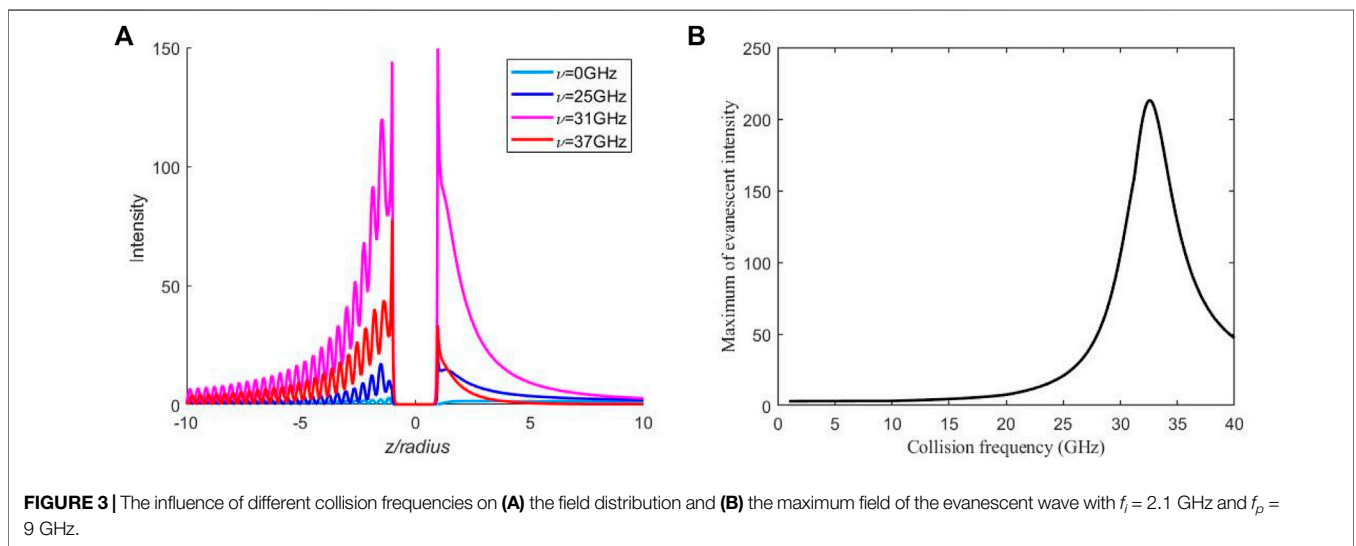 A
150
100
50
0
Intensity
-10
-5
0
5
10
z/radius
ν=0GHz
ν=25GHz
ν=31GHz
ν=37GHz
B
250
200
150
100
50
0
Maximum of evanescent intensity
0
5
10
15
20
25
30
35
40
Collision frequency (GHz)
FIGURE 3 | The influence of different collision frequencies on (A) the field distribution and (B) the maximum field of the evanescent wave with fi = 2.1 GHz and fp =
9 GHz.